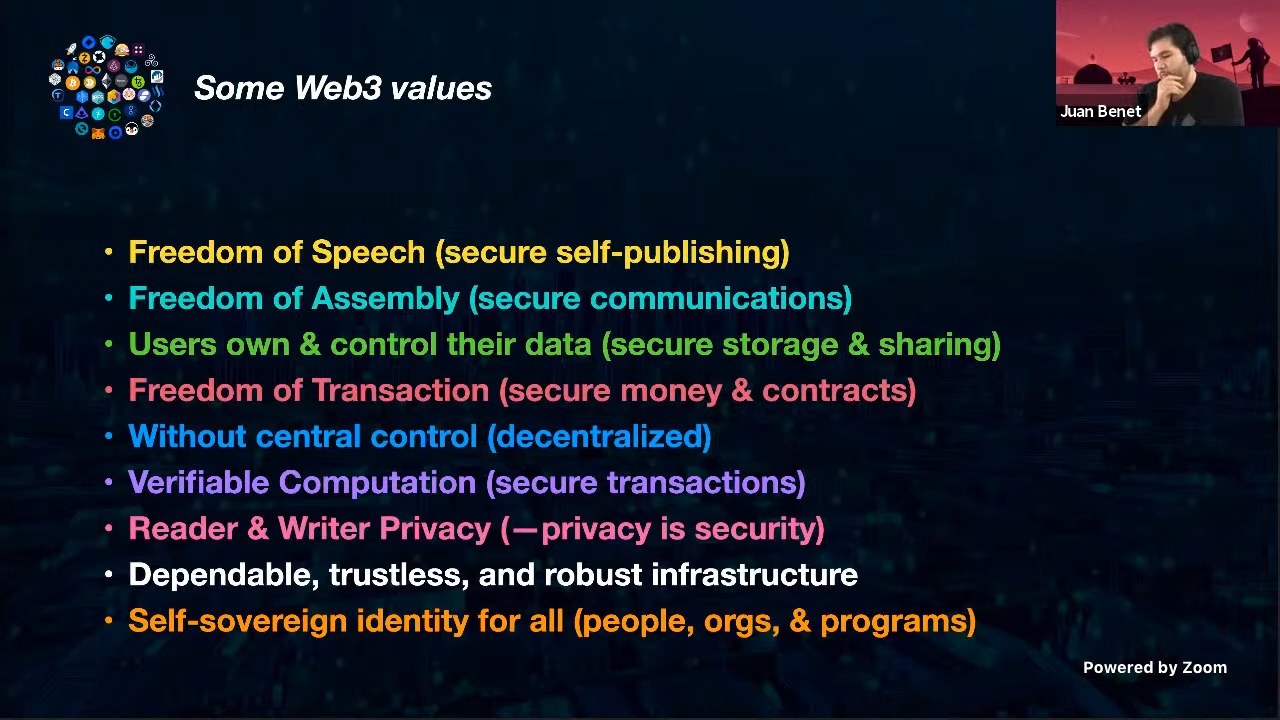 Some Web3 values
Juan Benet
• Freedom of Speech (secure self-publishing)
• Freedom of Assembly (secure communications)
• Users own & control their data (secure storage & sharing)
• Freedom of Transaction (secure money & contracts)
• Without central control (decentralized)
• Verifiable Computation (secure transactions)
• Reader & Writer Privacy (—privacy is security)
• Dependable, trustless, and robust infrastructure
• Self-sovereign identity for all (people, orgs, & programs)
Powered by Zoom